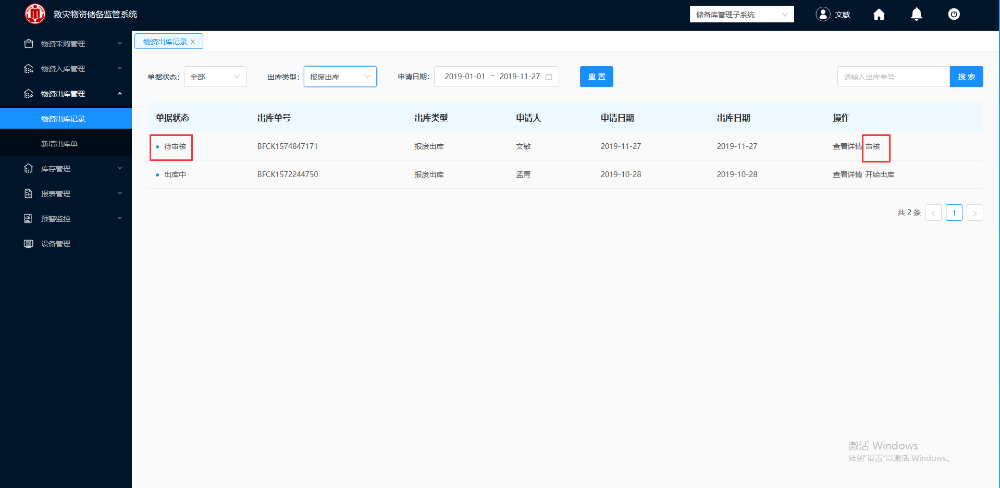 救灾物资储备监管系统
储备库管理子系统
文敏
物资采购管理
物资入库管理
物资出库管理
物资出库记录
新增出库单
库存管理
报表管理
预警监控
设备管理
物资出库记录
单据状态: 全部 出库类型: 报废出库 申请日期: 2019-01-01 ~ 2019-11-27 重 置 请输入出库单号 搜 索
单据状态 出库单号 出库类型 申请人 申请日期 出库日期 操作
待审核 BFCK1574847171 报废出库 文敏 2019-11-27 2019-11-27 查看详情 审核
出库中 BFCK1572244750 报废出库 孟青 2019-10-28 2019-10-28 查看详情 开始出库
共 2 条 < 1 >
激活 Windows
转到“设置”以激活 Windows。